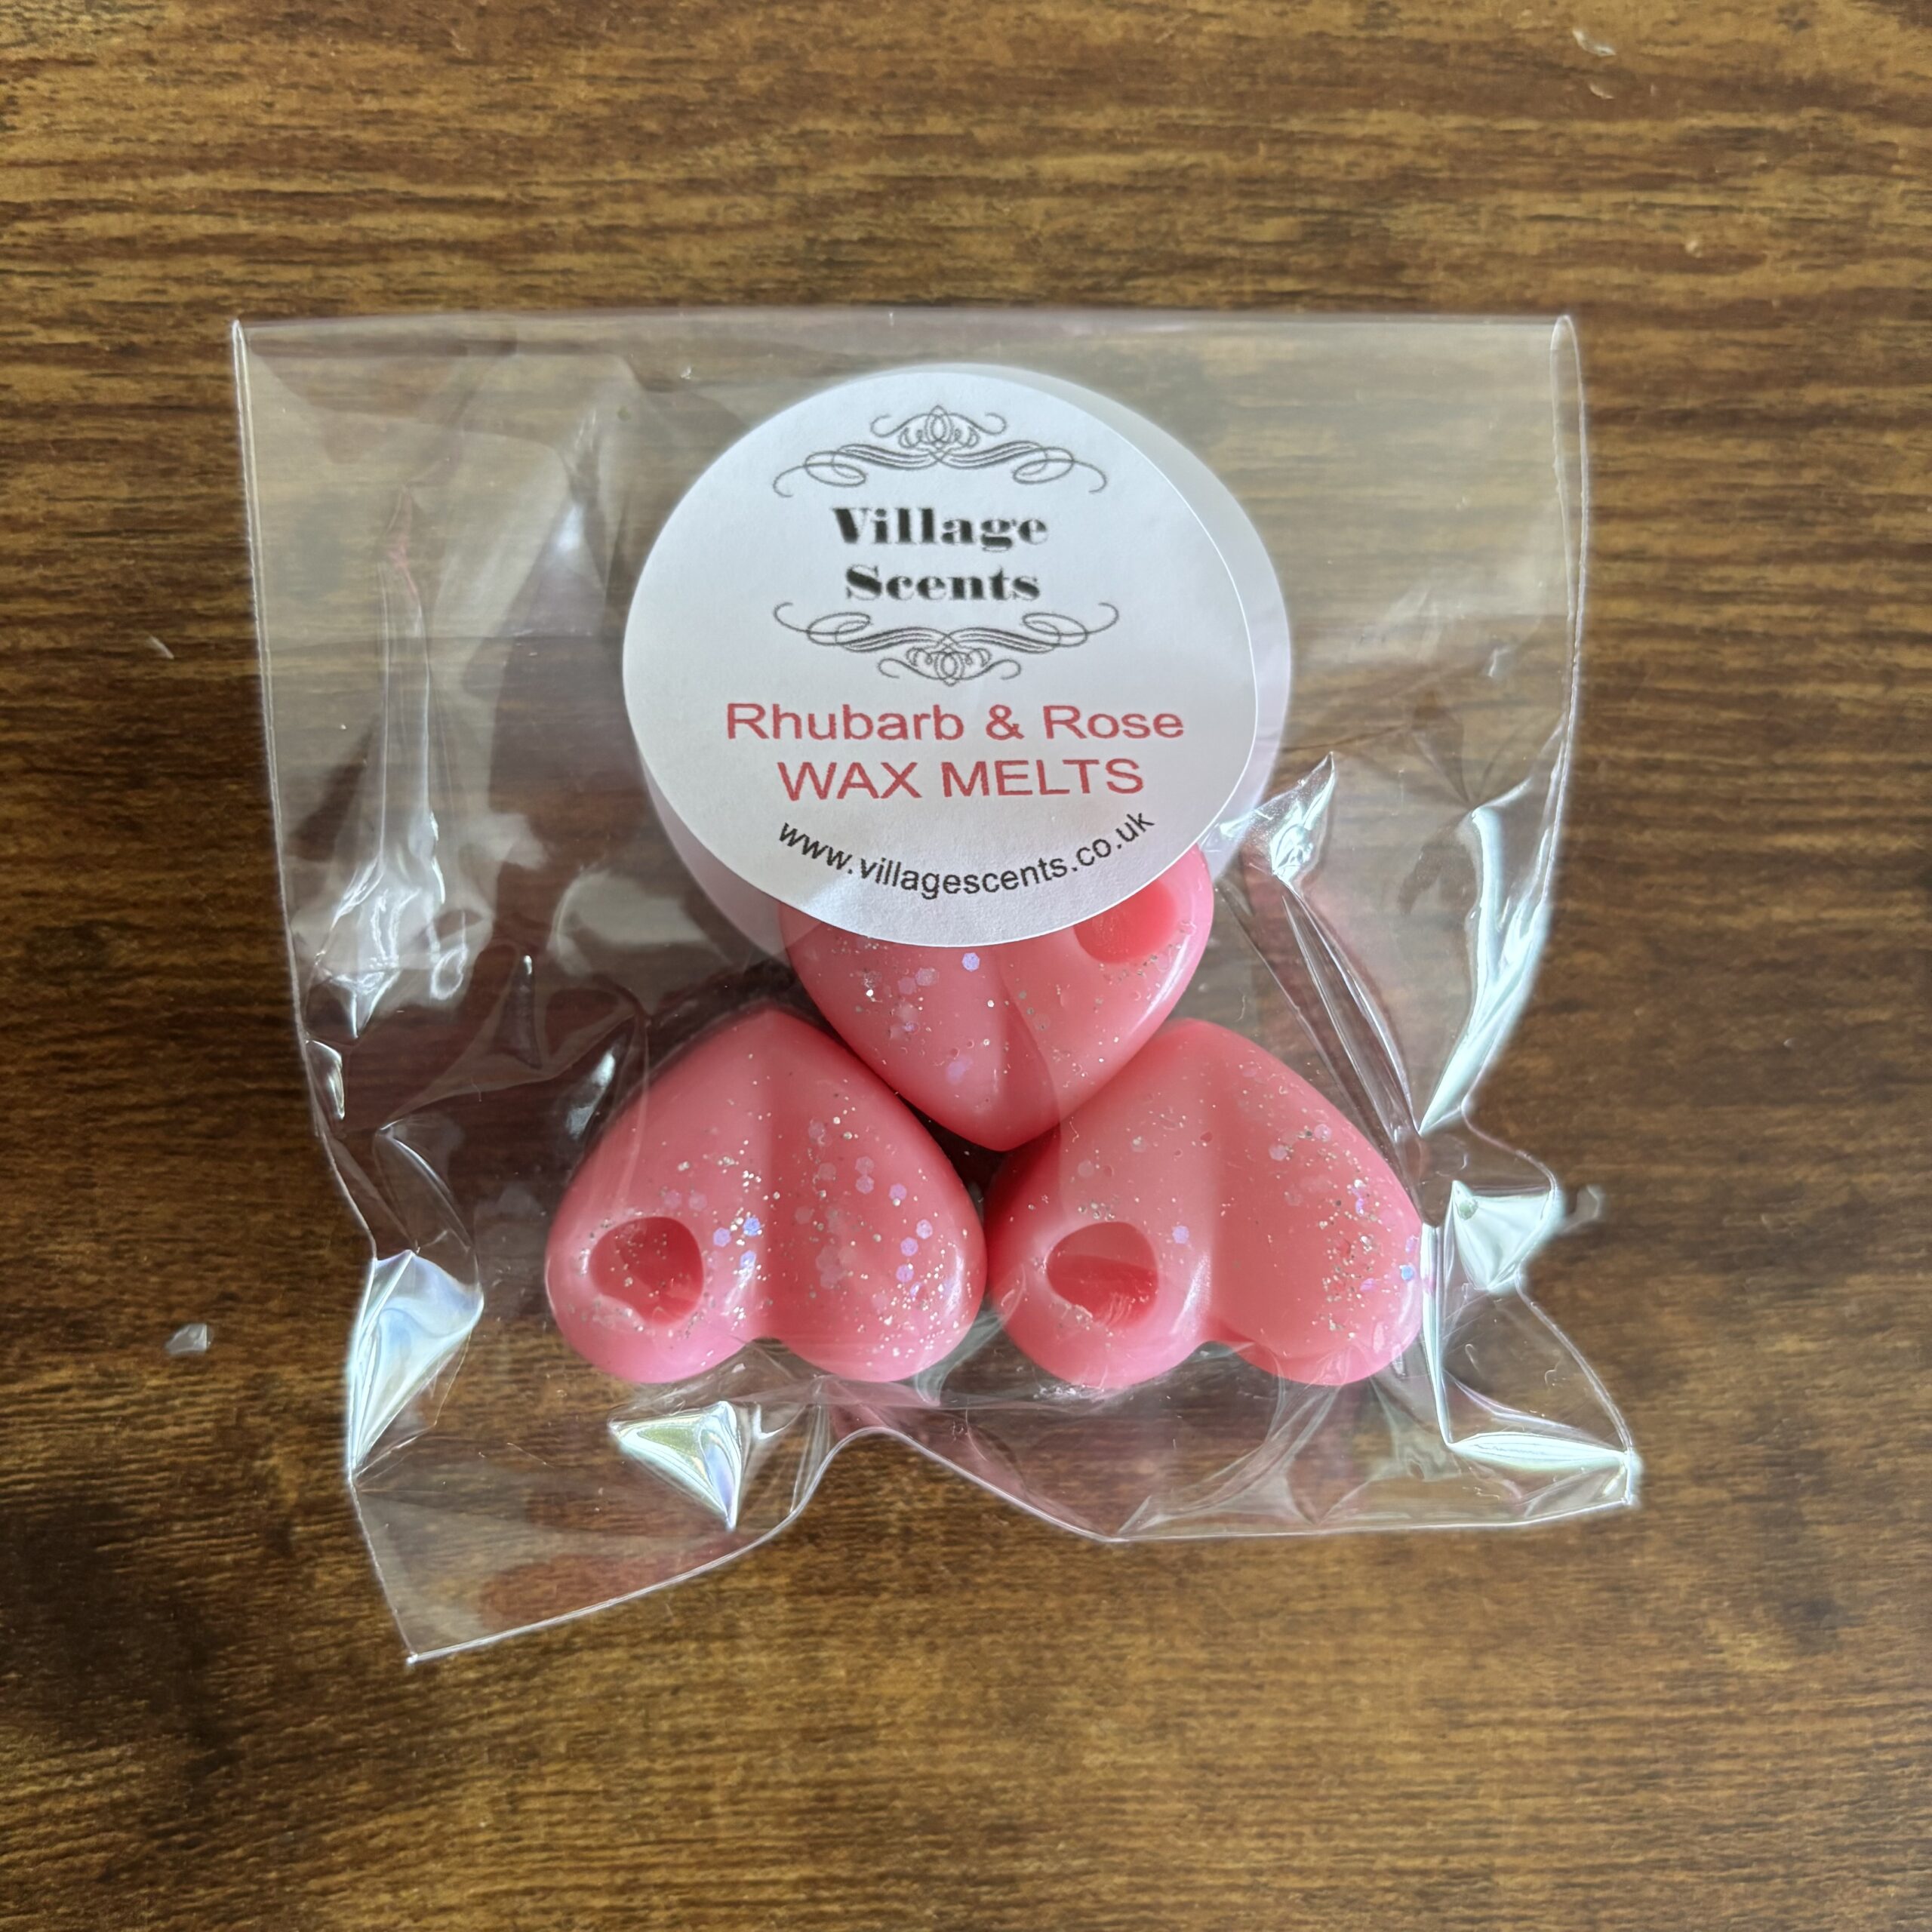 Village
Scents
Rhubarb & Rose
WAX MELTS
www.villagescents.co.uk